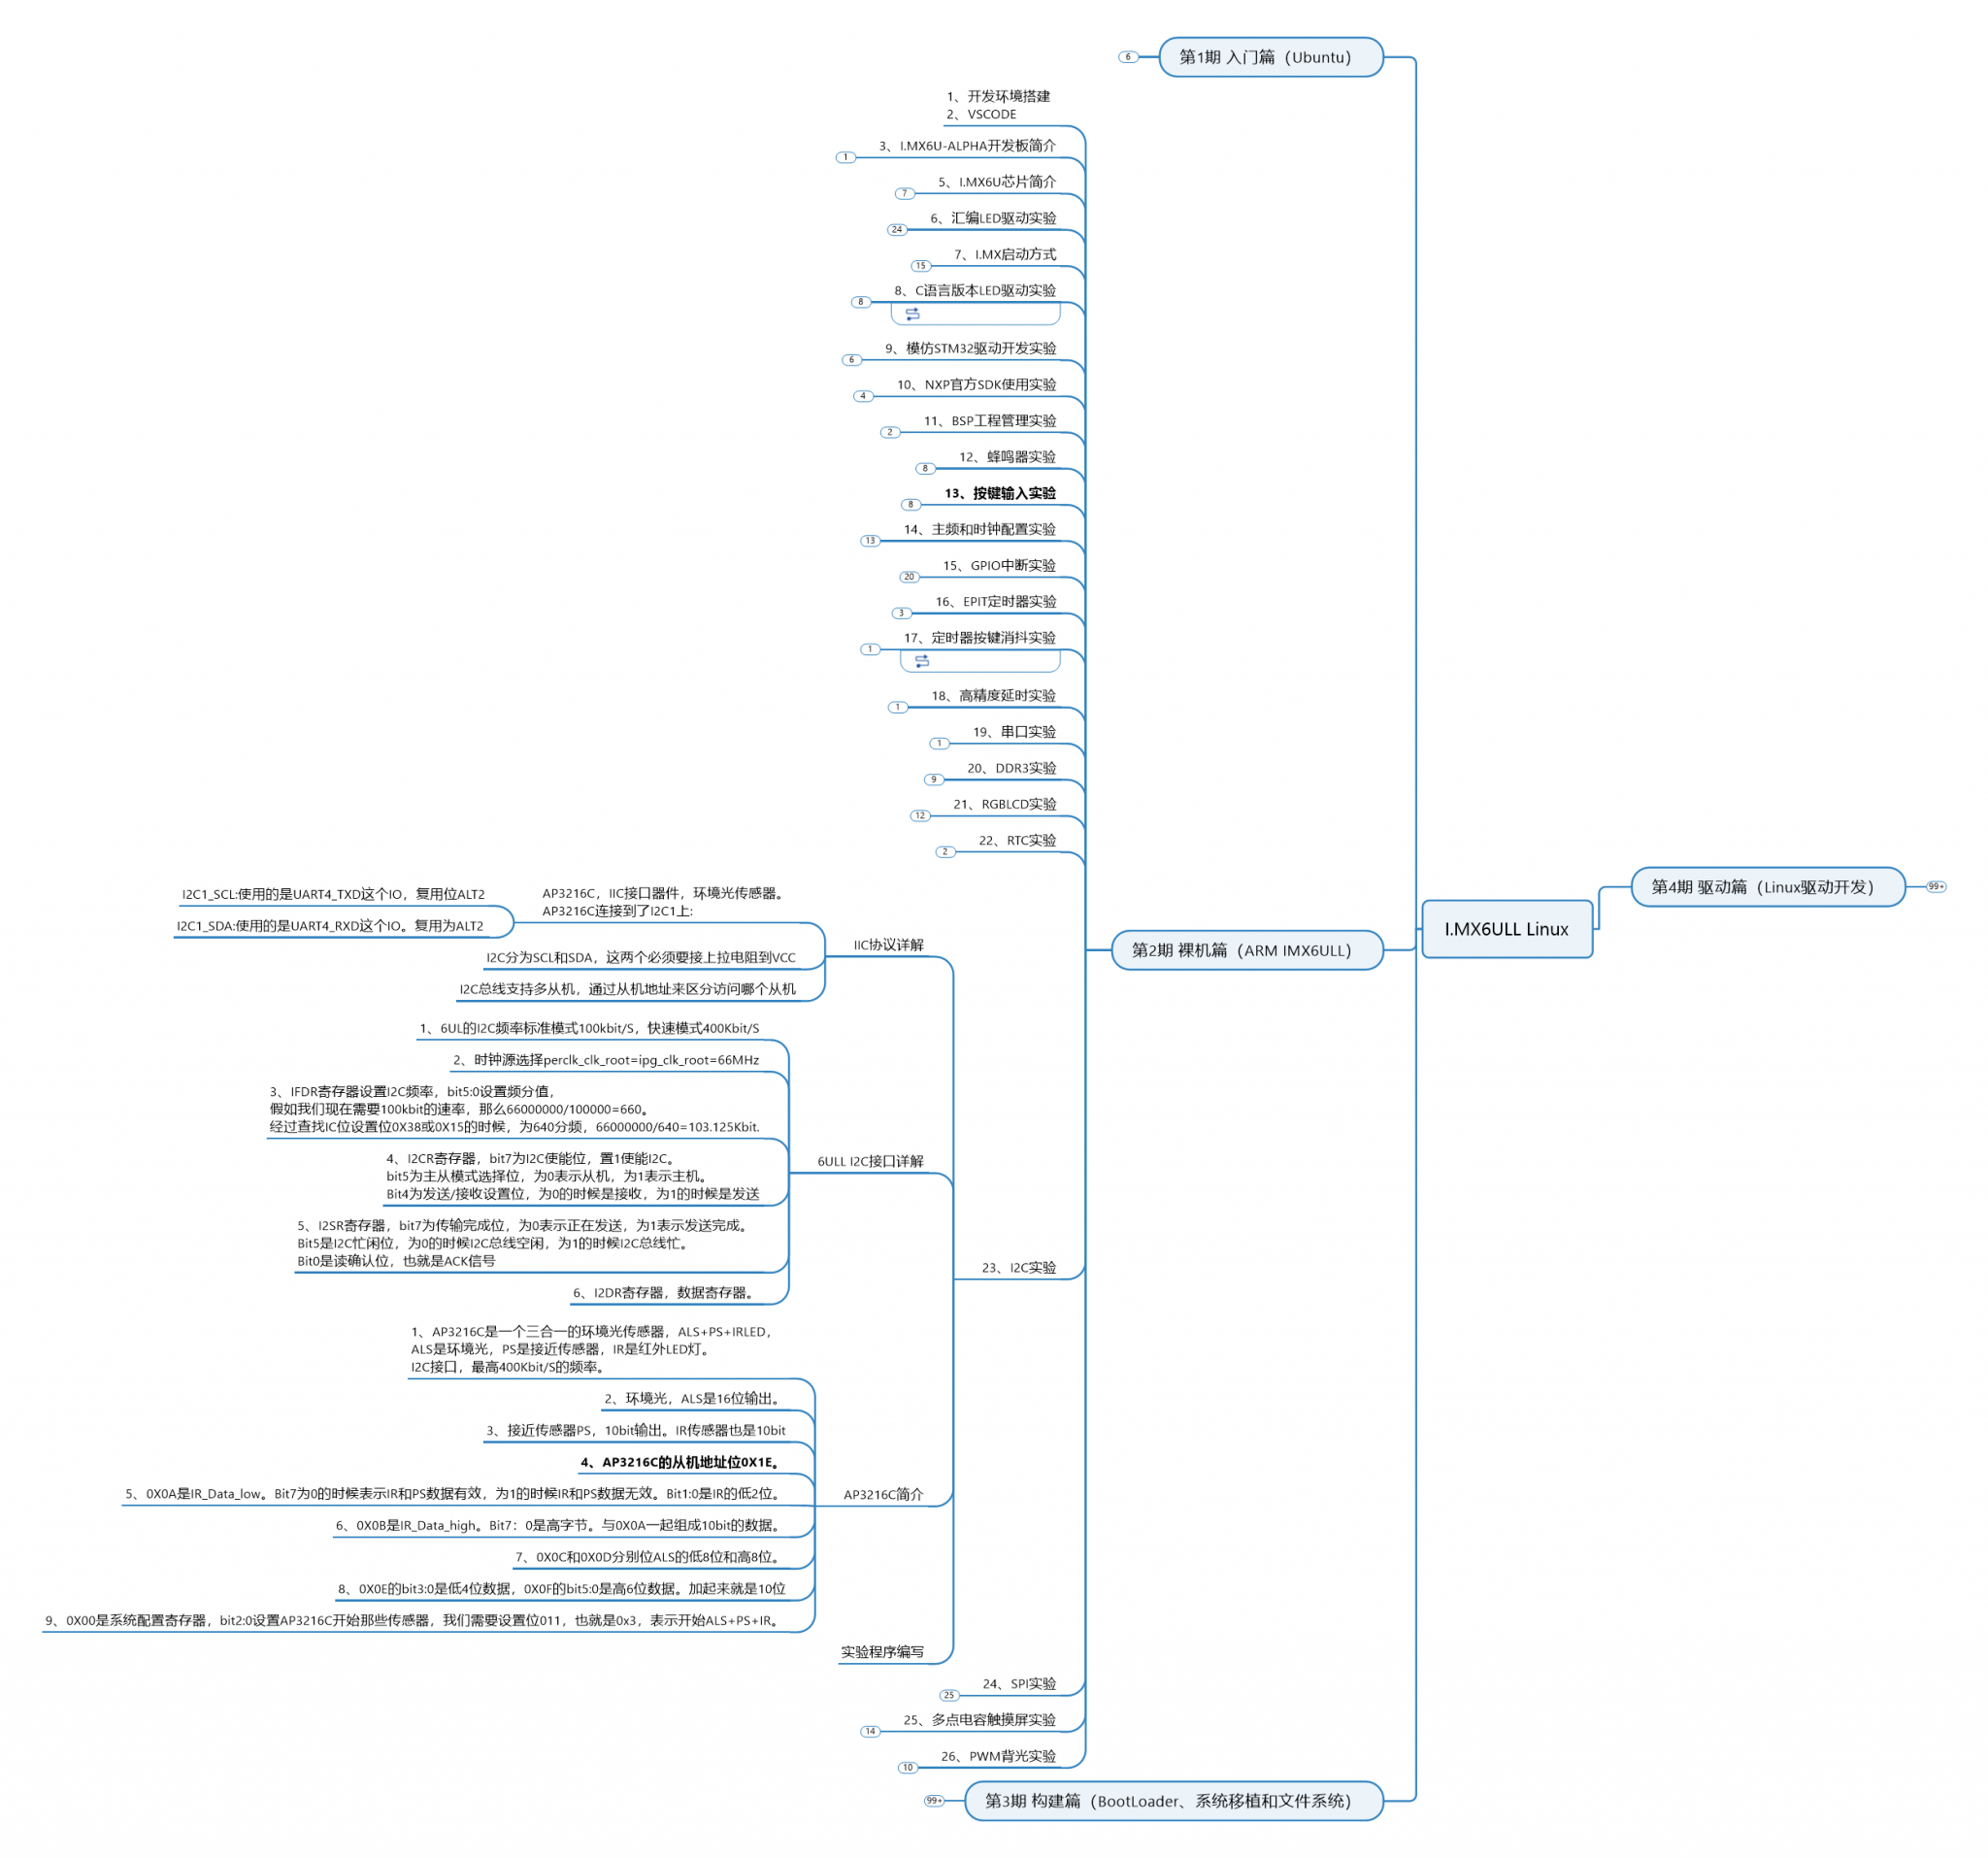 第1期 入门篇（Ubuntu）
6
1、开发环境搭建
2、VSCODE
3、I.MX6U-ALPHA开发板简介
1
5、I.MX6U芯片简介
7
6、汇编LED驱动实验
24
7、I.MX启动方式
15
8、C语言版本LED驱动实验
8
9、模仿STM32驱动开发实验
6
10、NXP官方SDK使用实验
4
11、BSP工程管理实验
2
12、蜂鸣器实验
8
13、按键输入实验
8
14、主频和时钟配置实验
13
15、GPIO中断实验
20
16、EPIT定时器实验
3
17、定时器按键消抖实验
1
18、高精度延时实验
1
19、串口实验
1
20、DDR3实验
9
21、RGBLCD实验
12
22、RTC实验
2
I2C1_SCL:使用的是UART4_TXD这个IO，复用位ALT2
I2C1_SDA:使用的是UART4_RXD这个IO。复用为ALT2
AP3216C，IIC接口器件，环境光传感器。
AP3216C连接到了I2C1上:
I2C分为SCL和SDA，这两个必须要接上拉电阻到VCC
I2C总线支持多从机，通过从机地址来区分访问哪个从机
IIC协议详解
1、6UL的I2C频率标准模式100kbit/S，快速模式400Kbit/S
2、时钟源选择perclk_clk_root=ipg_clk_root=66MHz
3、IFDR寄存器设置I2C频率，bit5:0设置频分值，
假如我们现在需要100kbit的速率，那么66000000/100000=660。
经过查找IC位设置位0X38或0X15的时候，为640分频，66000000/640=103.125Kbit.
4、I2CR寄存器，bit7为I2C使能位，置1使能I2C。
bit5为主从模式选择位，为0表示从机，为1表示主机。
Bit4为发送/接收设置位，为0的时候是接收，为1的时候是发送
5、I2SR寄存器，bit7为传输完成位，为0表示正在发送，为1表示发送完成。
Bit5是I2C忙闲位，为0的时候I2C总线空闲，为1的时候I2C总线忙。
Bit0是读确认位，也就是ACK信号
6、I2DR寄存器，数据寄存器。
6ULL I2C接口详解
1、AP3216C是一个三合一的环境光传感器，ALS+PS+IRLED，
ALS是环境光，PS是接近传感器，IR是红外LED灯。
I2C接口，最高400Kbit/S的频率。
2、环境光，ALS是16位输出。
3、接近传感器PS，10bit输出。IR传感器也是10bit
4、AP3216C的从机地址位0X1E。
5、0X0A是IR_Data_low。Bit7为0的时候表示IR和PS数据有效，为1的时候IR和PS数据无效。Bit1:0是IR的低2位。
6、0X0B是IR_Data_high。Bit7：0是高字节。与0X0A一起组成10bit的数据。
7、0X0C和0X0D分别位ALS的低8位和高8位。
8、0X0E的bit3:0是低4位数据，0X0F的bit5:0是高6位数据。加起来就是10位
9、0X00是系统配置寄存器，bit2:0设置AP3216C开始那些传感器，我们需要设置位011，也就是0x3，表示开始ALS+PS+IR。
AP3216C简介
实验程序编写
23、I2C实验
24、SPI实验
25
25、多点电容触摸屏实验
14
26、PWM背光实验
10
第2期 裸机篇（ARM IMX6ULL）
第3期 构建篇（BootLoader、系统移植和文件系统）
99+
I.MX6ULL Linux
第4期 驱动篇（Linux驱动开发）
99+